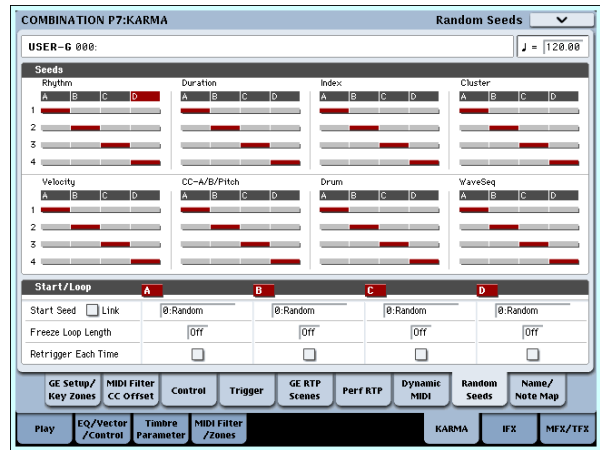 COMBINATION P7:KARMA Random Seeds
USER-G 000: ♩ = 120.00
Seeds
Rhythm Duration Index Cluster
A B C D A B C D A B C D A B C D
1
2
3
4
Velocity CC-A/B/Pitch Drum WaveSeq
A B C D A B C D A B C D A B C D
1
2
3
4
Start/Loop A B C D
Start Seed Link 0:Random 0:Random 0:Random 0:Random
Freeze Loop Length Off Off Off Off
Retrigger Each Time
GE Setup/ Key Zones MIDI Filter CC Offset Control Trigger GE RTP Scenes Perf RTP Dynamic MIDI Random Seeds Name/ Note Map
Play EQ/Vector /Control Timbre Parameter MIDI Filter /Zones KARMA IFX MFX/TFX